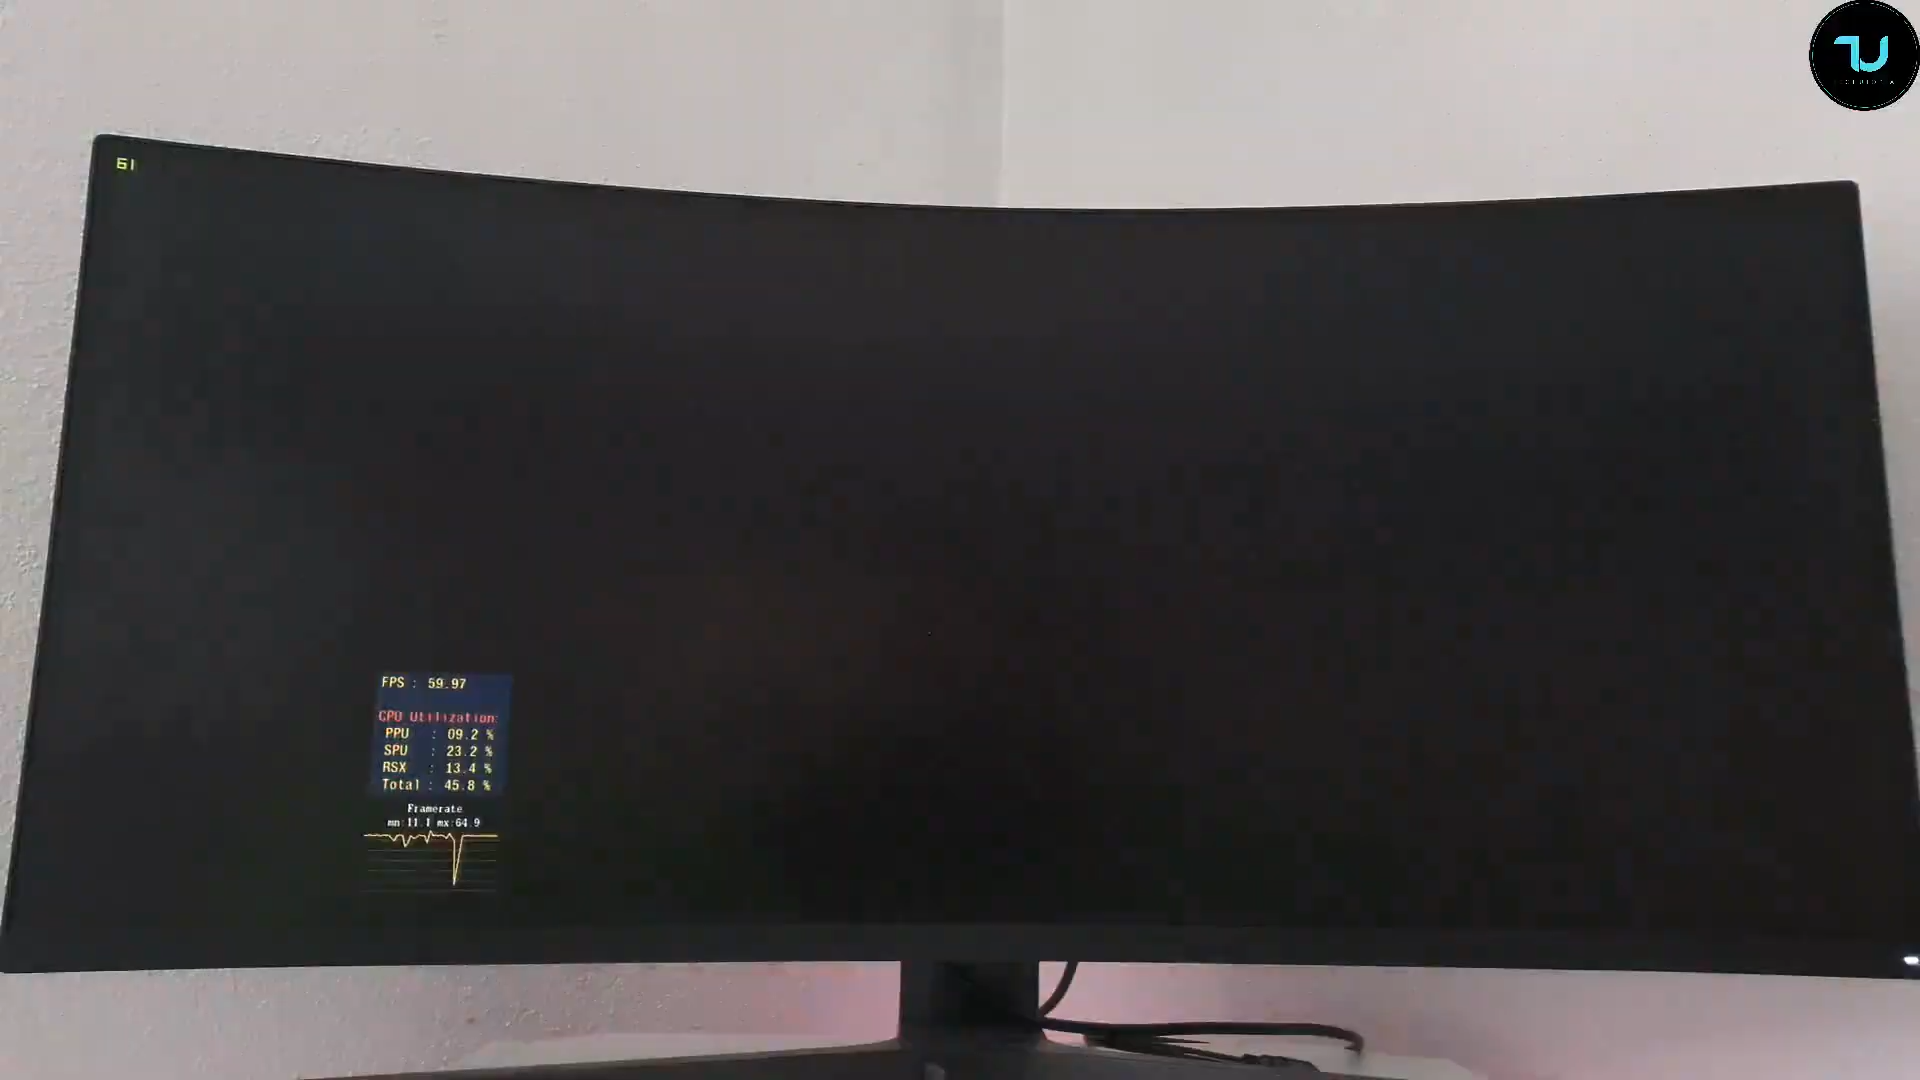 TU
61
FPS : 59.97
CPU Utilization:
PPU : 09.2 %
SPU : 23.2 %
RSX : 13.4 %
Total : 45.8 %
Framerate
mn:11.1 mx:64.9